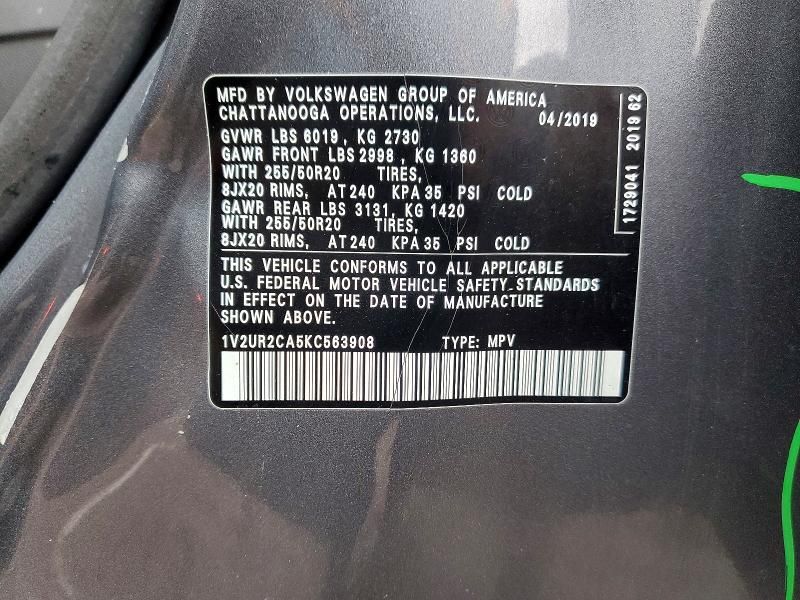 MFD BY VOLKSWAGEN GROUP OF AMERICA
CHATTANOOGA OPERATIONS, LLC. 04/2019
GVWR LBS 6019, KG 2730
GAWR FRONT LBS 2998, KG 1360
WITH 255/50R20 TIRES,
8JX20 RIMS, AT 240 KPA 35 PSI COLD
GAWR REAR LBS 3131, KG 1420
WITH 255/50R20 TIRES,
8JX20 RIMS, AT 240 KPA 35 PSI COLD
THIS VEHICLE CONFORMS TO ALL APPLICABLE
U.S. FEDERAL MOTOR VEHICLE SAFETY STANDARDS
IN EFFECT ON THE DATE OF MANUFACTURE
SHOWN ABOVE.
1V2UR2CA5KC563908 TYPE: MPV
1729041 2019 62